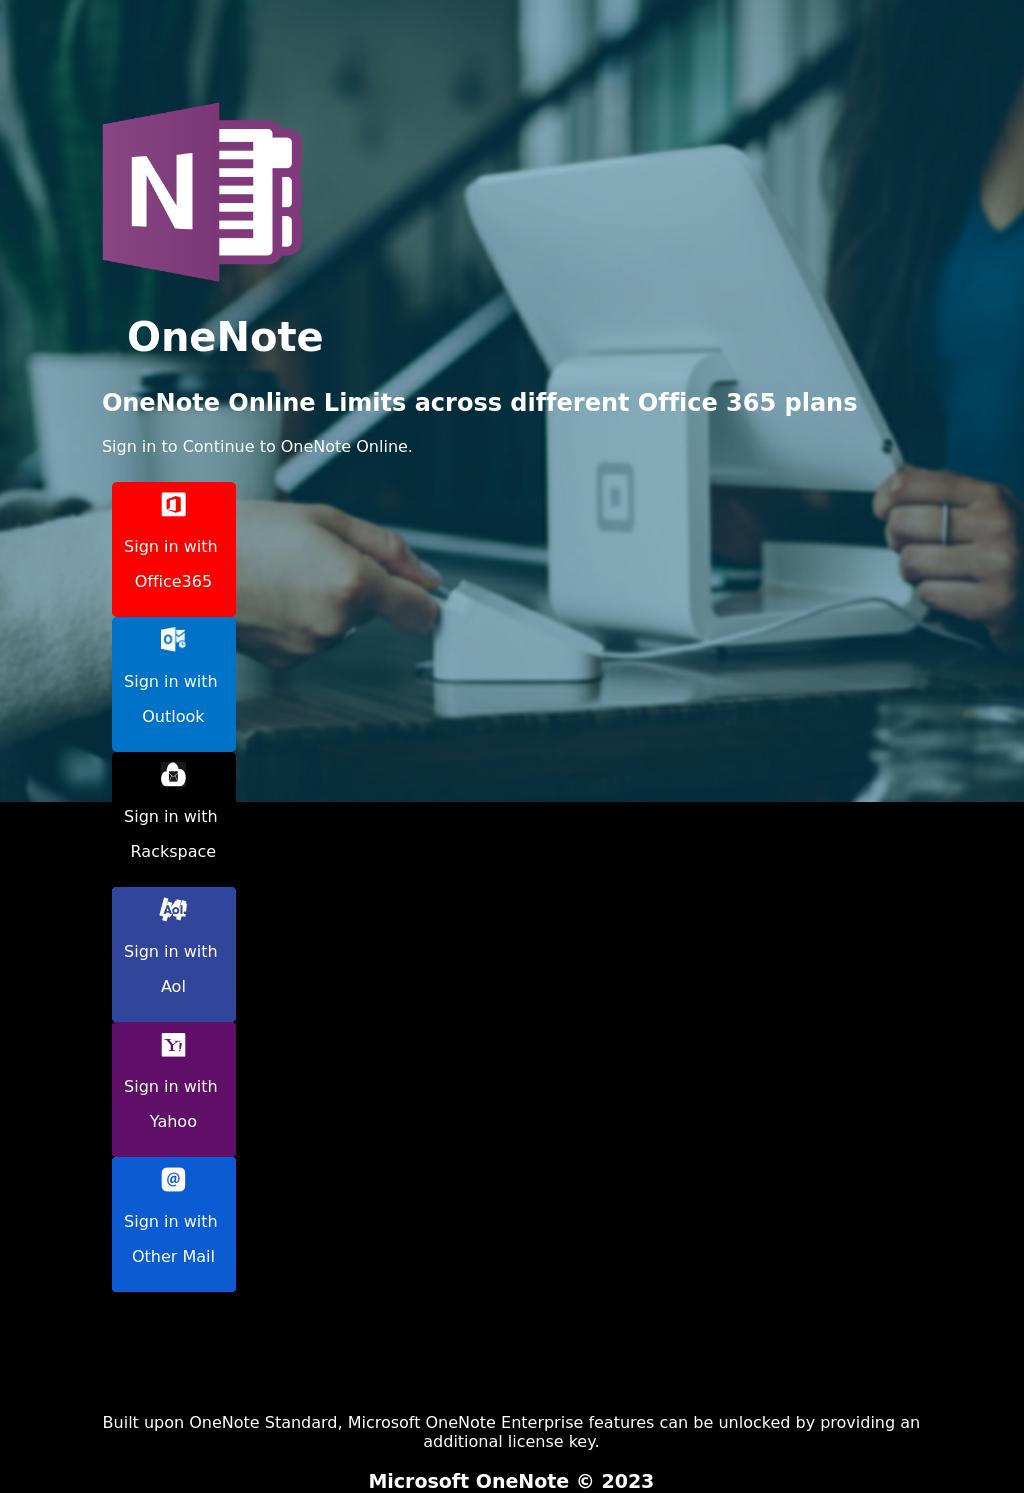 N
OneNote
OneNote Online Limits across different Office 365 plans
Sign in to Continue to OneNote Online.
Sign in with
Office365
O
Sign in with
Outlook
Sign in with
Rackspace
Aol.
Sign in with
Aol
Y!
Sign in with
Yahoo
@
Sign in with
Other Mail
Built upon OneNote Standard, Microsoft OneNote Enterprise features can be unlocked by providing an
additional license key.
Microsoft OneNote © 2023